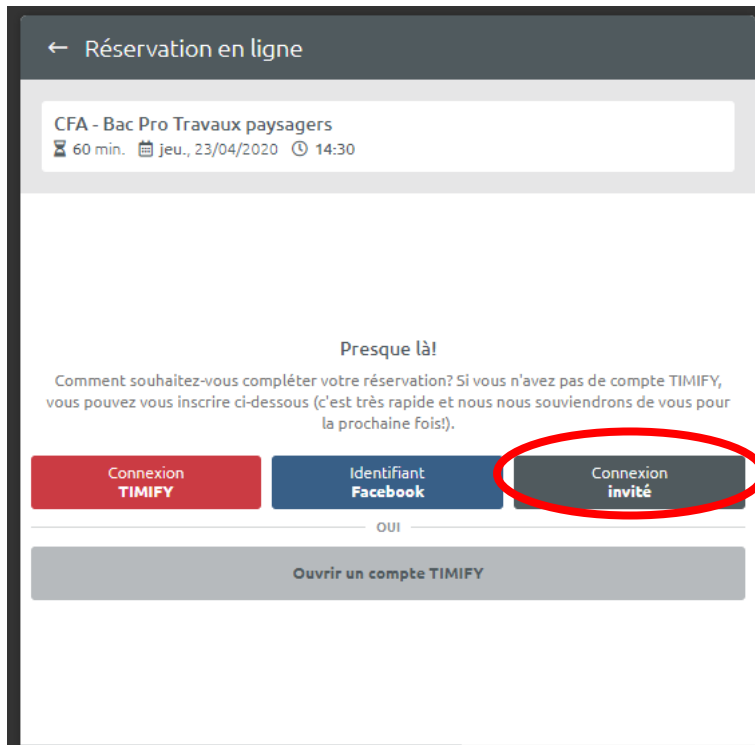 ← Réservation en ligne
CFA - Bac Pro Travaux paysagers
60 min. jeu., 23/04/2020 14:30
Presque là!
Comment souhaitez-vous compléter votre réservation? Si vous n'avez pas de compte TIMIFY,
vous pouvez vous inscrire ci-dessous (c'est très rapide et nous nous souviendrons de vous pour
la prochaine fois!).
Connexion
TIMIFY
Identifiant
Facebook
Connexion
invité
OUI
Ouvrir un compte TIMIFY